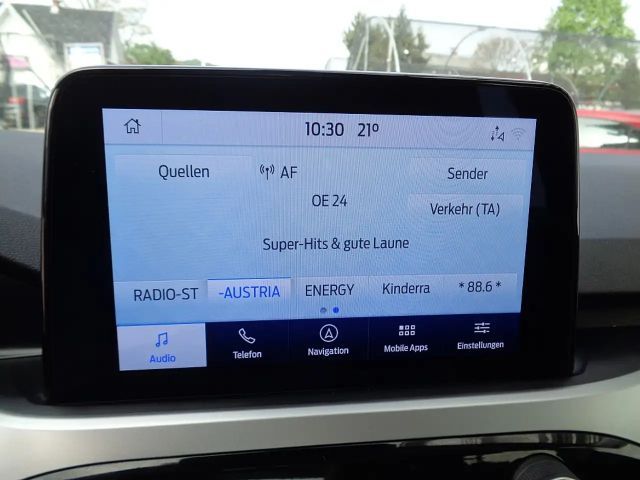 10:30 21º
Quellen
AF
Sender
OE 24
Verkehr (TA)
Super-Hits & gute Laune
RADIO-ST -AUSTRIA ENERGY Kinderra *88.6*
Audio Telefon Navigation Mobile Apps Einstellungen